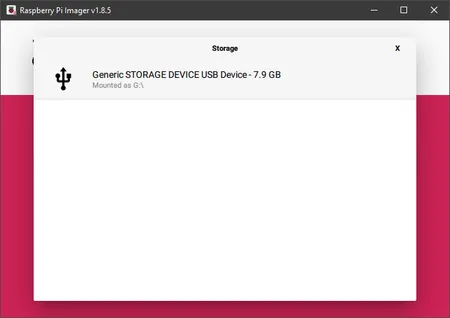 Raspberry Pi Imager v1.8.5
Storage
X
Generic STORAGE DEVICE USB Device - 7.9 GB
Mounted as G:\